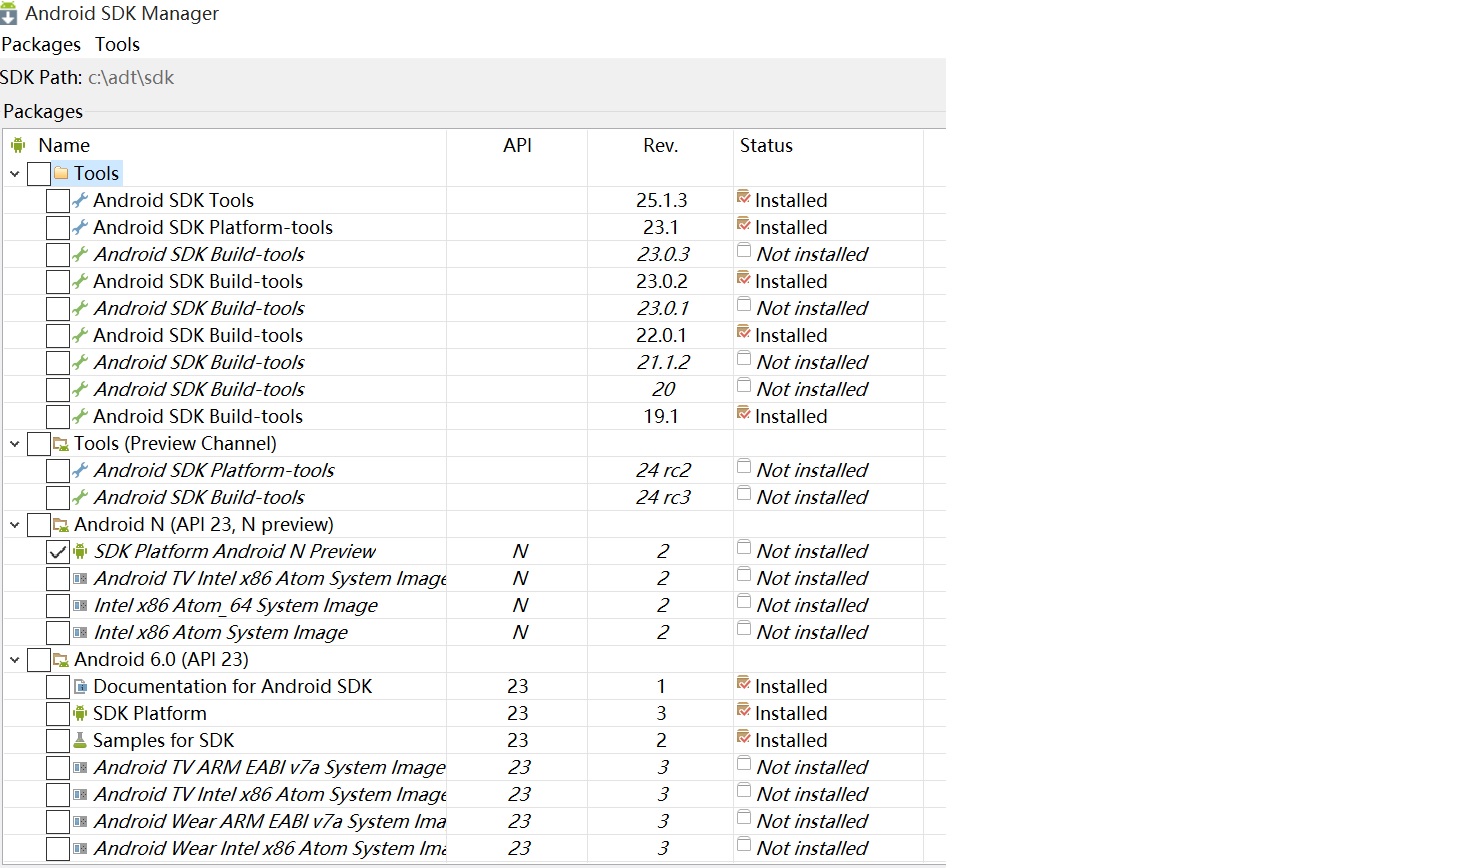 Android SDK Manager
Packages Tools
SDK Path: c:\adt\sdk
Packages
Name API Rev. Status
Tools
Android SDK Tools 25.1.3 Installed
Android SDK Platform-tools 23.1 Installed
Android SDK Build-tools 23.0.3 Not installed
Android SDK Build-tools 23.0.2 Installed
Android SDK Build-tools 23.0.1 Not installed
Android SDK Build-tools 22.0.1 Installed
Android SDK Build-tools 21.1.2 Not installed
Android SDK Build-tools 20 Not installed
Android SDK Build-tools 19.1 Installed
Tools (Preview Channel)
Android SDK Platform-tools 24 rc2 Not installed
Android SDK Build-tools 24 rc3 Not installed
Android N (API 23, N preview)
SDK Platform Android N Preview N 2 Not installed
Android TV Intel x86 Atom System Image N 2 Not installed
Intel x86 Atom_64 System Image N 2 Not installed
Intel x86 Atom System Image N 2 Not installed
Android 6.0 (API 23)
Documentation for Android SDK 23 1 Installed
SDK Platform 23 3 Installed
Samples for SDK 23 2 Installed
Android TV ARM EABI v7a System Image 23 3 Not installed
Android TV Intel x86 Atom System Image 23 3 Not installed
Android Wear ARM EABI v7a System Ima 23 3 Not installed
Android Wear Intel x86 Atom System Ima 23 3 Not installed